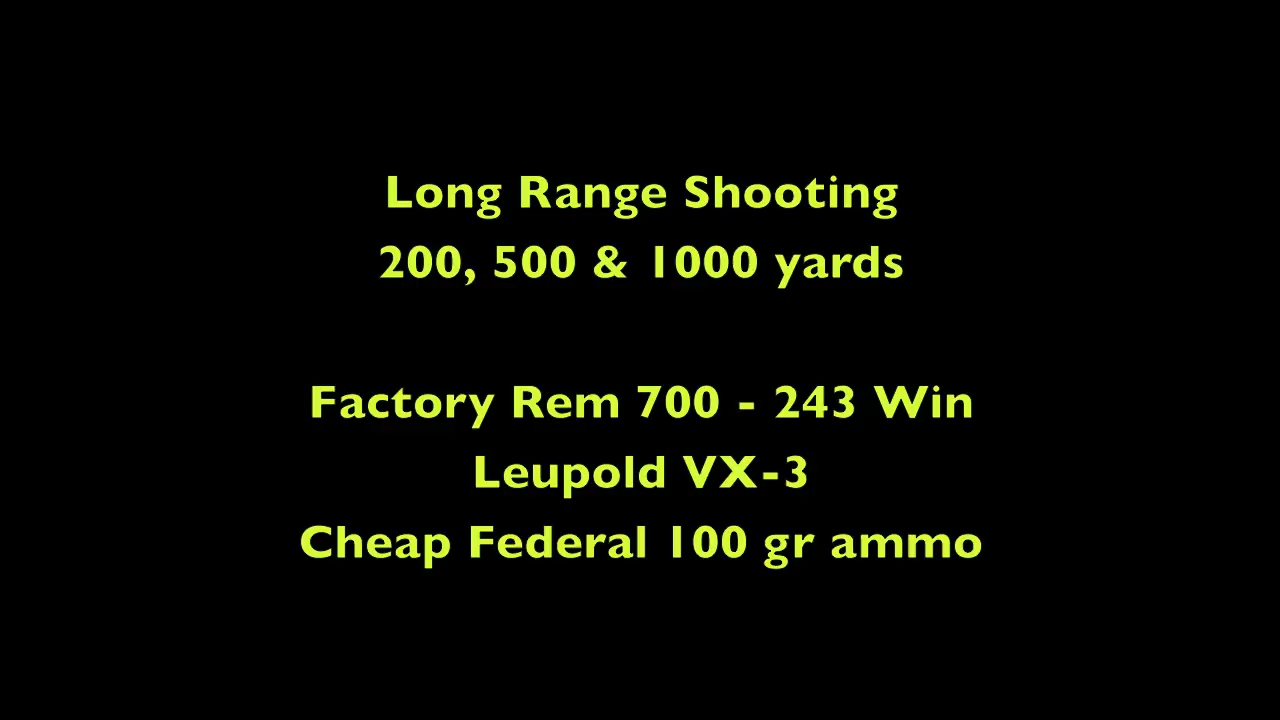 Long Range Shooting
200, 500 & 1000 yards
Factory Rem 700 - 243 Win
Leupold VX-3
Cheap Federal 100 gr ammo